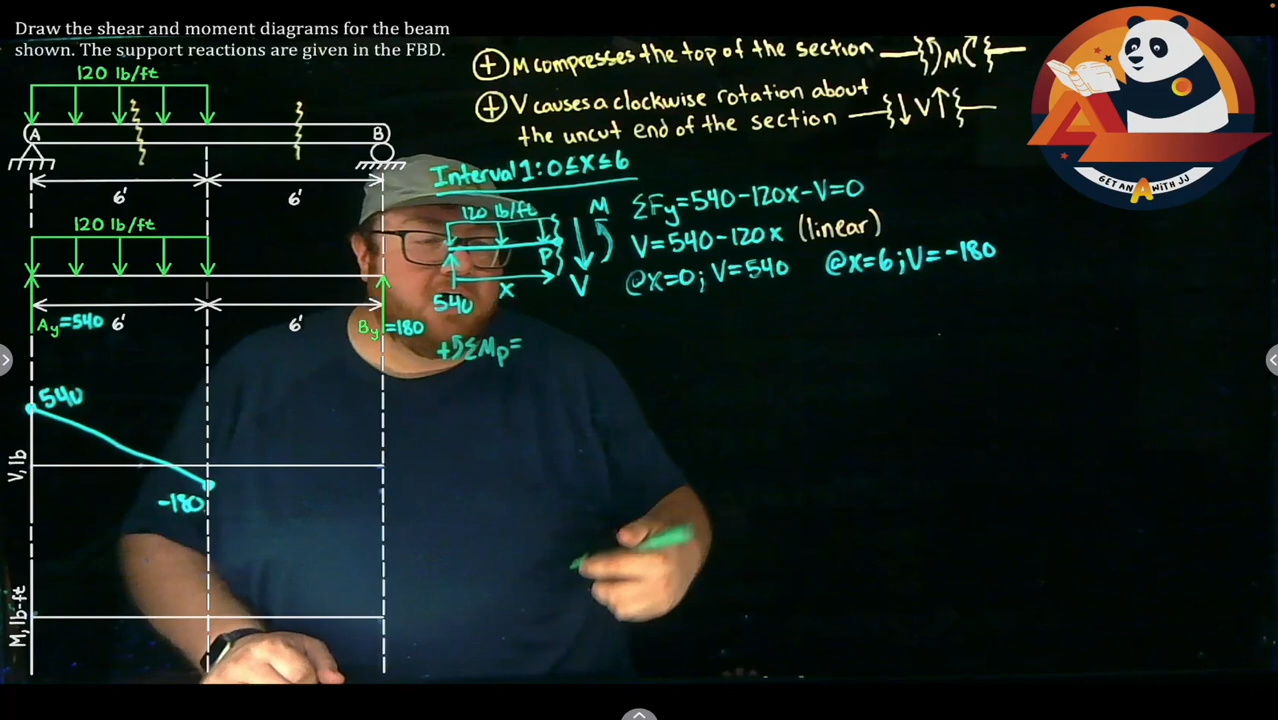 Draw the shear and moment diagrams for the beam
shown. The support reactions are given in the FBD.
120 lb/ft
A
B
6'
6'
120 lb/ft
Ay=540
6'
6'
By=180
540
-180
V, lb
M, lb-ft
+ M compresses the top of the section
M
+ V causes a clockwise rotation about
the uncut end of the section
V
Interval 1: 0≤x≤6
120 lb/ft
M
P
V
x
540
ΣFy=540-120x-V=0
V=540-120x (linear)
@x=0; V=540 @x=6; V=-180
+↺ΣMp=
GET AN A WITH JJ